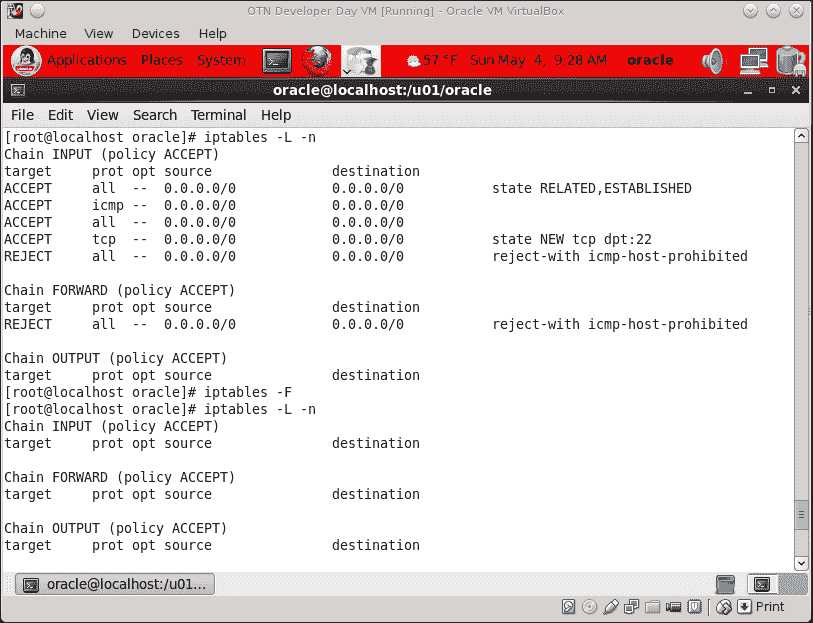 OTN Developer Day VM [Running] - Oracle VM VirtualBox
Machine View Devices Help
Applications Places System 57 °F Sun May 4, 9:28 AM oracle
oracle@localhost:/u01/oracle
File Edit View Search Terminal Help
[root@localhost oracle]# iptables -L -n
Chain INPUT (policy ACCEPT)
target     prot opt source               destination
ACCEPT     all  --  0.0.0.0/0            0.0.0.0/0           state RELATED,ESTABLISHED
ACCEPT     icmp --  0.0.0.0/0            0.0.0.0/0
ACCEPT     all  --  0.0.0.0/0            0.0.0.0/0
ACCEPT     tcp  --  0.0.0.0/0            0.0.0.0/0           state NEW tcp dpt:22
REJECT     all  --  0.0.0.0/0            0.0.0.0/0           reject-with icmp-host-prohibited
Chain FORWARD (policy ACCEPT)
target     prot opt source               destination
REJECT     all  --  0.0.0.0/0            0.0.0.0/0           reject-with icmp-host-prohibited
Chain OUTPUT (policy ACCEPT)
target     prot opt source               destination
[root@localhost oracle]# iptables -F
[root@localhost oracle]# iptables -L -n
Chain INPUT (policy ACCEPT)
target     prot opt source               destination
Chain FORWARD (policy ACCEPT)
target     prot opt source               destination
Chain OUTPUT (policy ACCEPT)
target     prot opt source               destination
oracle@localhost:/u01...
Print